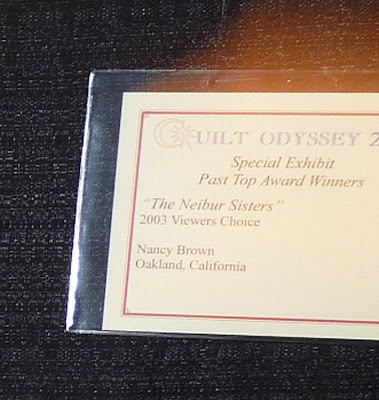 QUILT ODYSSEY 2
Special Exhibit
Past Top Award Winners
"The Neibur Sisters"
2003 Viewers Choice
Nancy Brown
Oakland, California